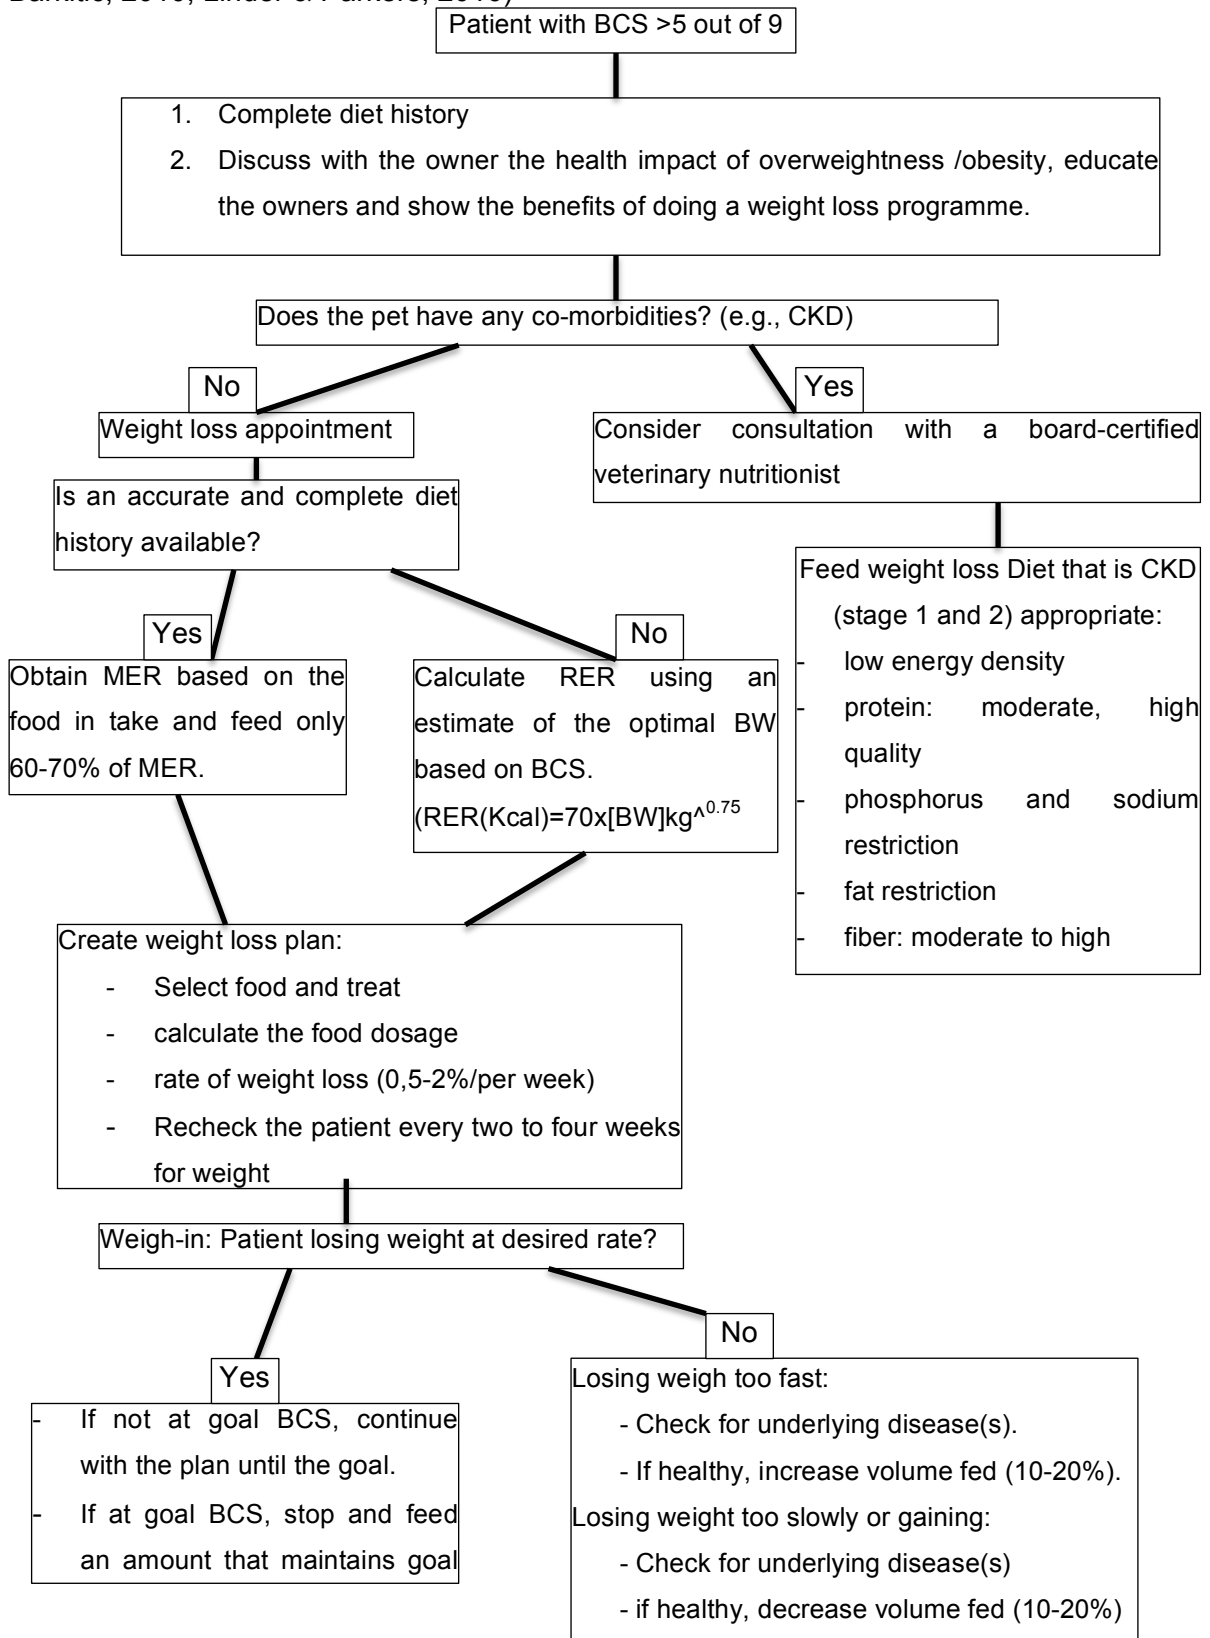 Patient with BCS >5 out of 9
1. Complete diet history
2. Discuss with the owner the health impact of overweightness /obesity, educate
the owners and show the benefits of doing a weight loss programme.
Does the pet have any co-morbidities? (e.g., CKD)
No
Yes
Weight loss appointment
Consider consultation with a board-certified
veterinary nutritionist
Is an accurate and complete diet
history available?
Feed weight loss Diet that is CKD
(stage 1 and 2) appropriate:
- low energy density
- protein: moderate, high
quality
- phosphorus and sodium
restriction
- fat restriction
- fiber: moderate to high
Yes
No
Obtain MER based on the
food in take and feed only
60-70% of MER.
Calculate RER using an
estimate of the optimal BW
based on BCS.
(RER(Kcal)=70x[BW]kg^0.75
Create weight loss plan:
- Select food and treat
- calculate the food dosage
- rate of weight loss (0,5-2%/per week)
- Recheck the patient every two to four weeks
for weight
Weigh-in: Patient losing weight at desired rate?
Yes
No
- If not at goal BCS, continue
with the plan until the goal.
- If at goal BCS, stop and feed
an amount that maintains goal
Losing weigh too fast:
- Check for underlying disease(s).
- If healthy, increase volume fed (10-20%).
Losing weight too slowly or gaining:
- Check for underlying disease(s)
- if healthy, decrease volume fed (10-20%)